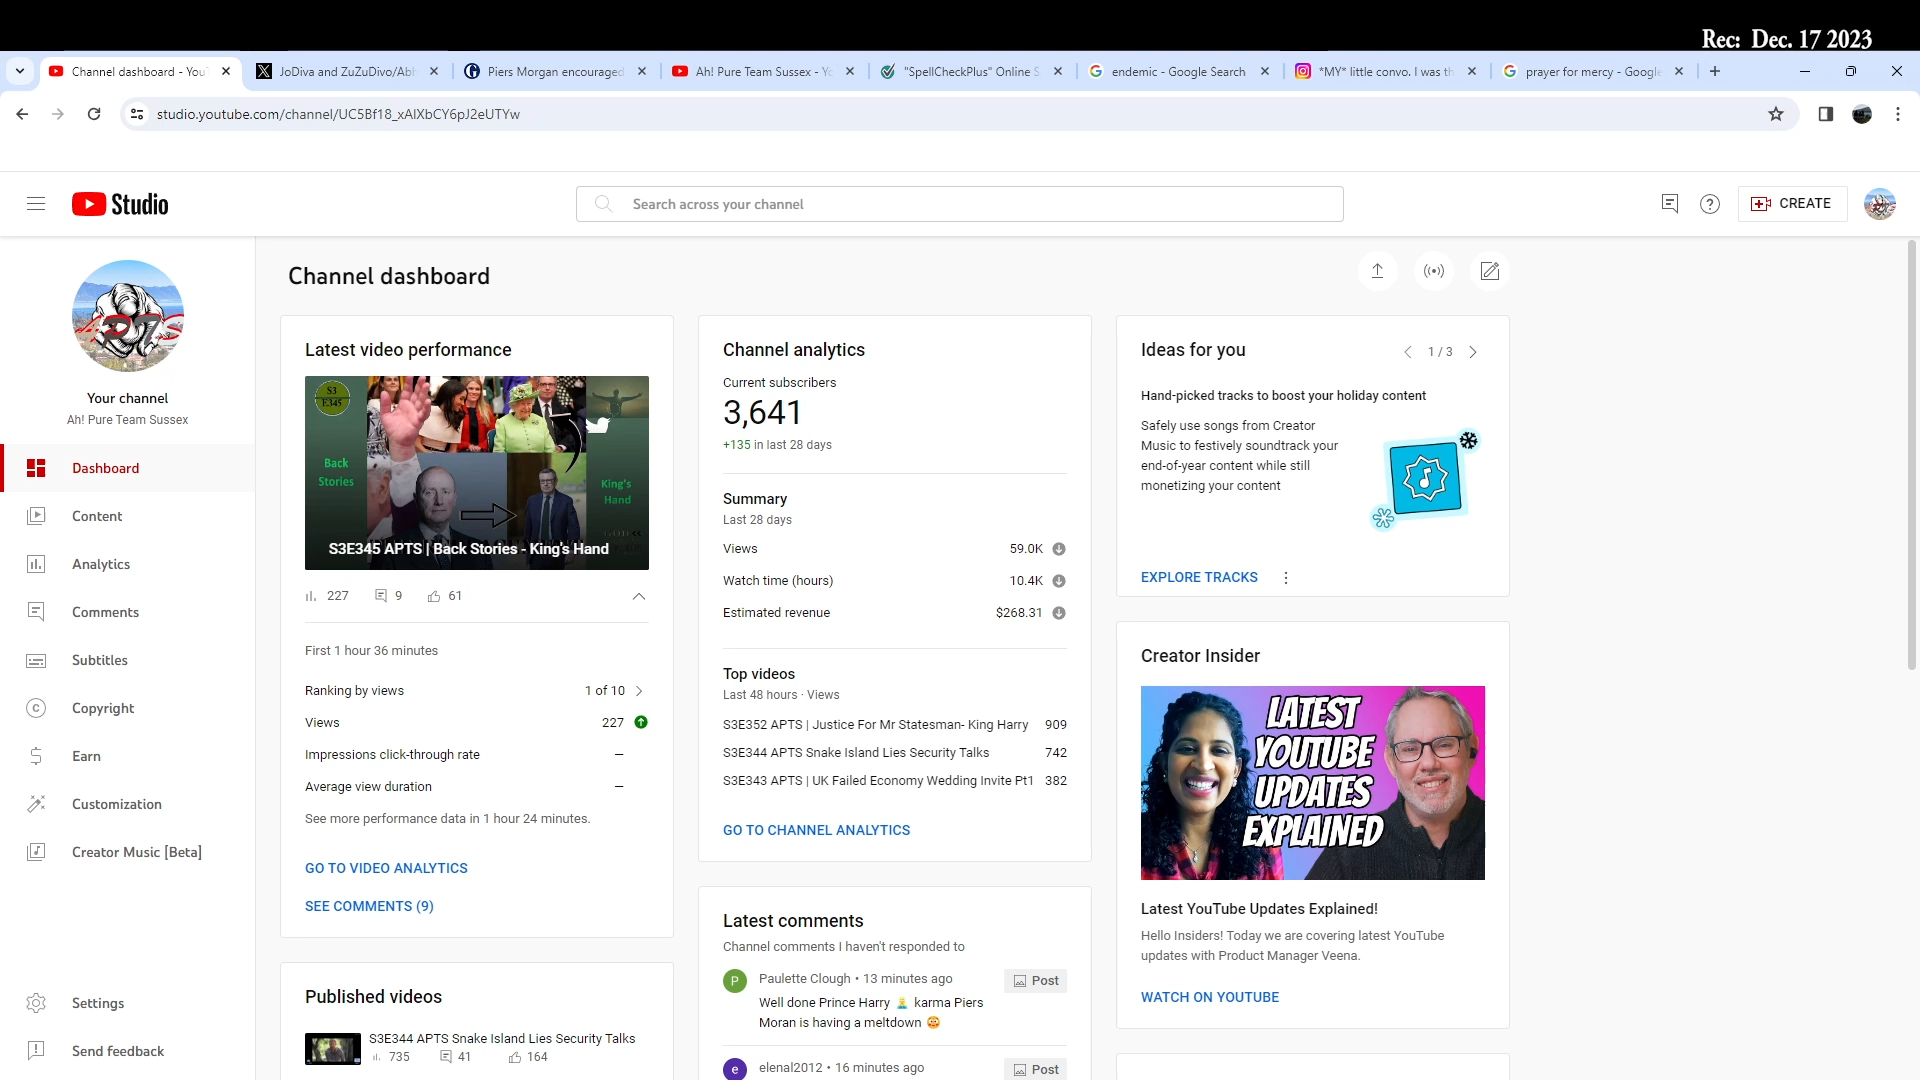 Rec: Dec. 17 2023
Channel dashboard - You
JoDiva and ZuZuDivo/Abl
Piers Morgan encouraged
Ah! Pure Team Sussex - Yo
"SpellCheckPlus" Online S
endemic - Google Search
*MY* little convo. I was th
prayer for mercy - Google
studio.youtube.com/channel/UC5Bf18_xAlXbCY6pJ2eUTYw
Studio
Search across your channel
CREATE
Your channel
Ah! Pure Team Sussex
Dashboard
Content
Analytics
Comments
Subtitles
Copyright
Earn
Customization
Creator Music [Beta]
Settings
Send feedback
Channel dashboard
Latest video performance
S3
E345
Back
Stories
King's
Hand
S3E345 APTS | Back Stories - King's Hand
227 9 61
First 1 hour 36 minutes
Ranking by views 1 of 10
Views 227
Impressions click-through rate –
Average view duration –
See more performance data in 1 hour 24 minutes.
GO TO VIDEO ANALYTICS
SEE COMMENTS (9)
Published videos
S3E344 APTS Snake Island Lies Security Talks
735 41 164
Channel analytics
Current subscribers
3,641
+135 in last 28 days
Summary
Last 28 days
Views 59.0K
Watch time (hours) 10.4K
Estimated revenue $268.31
Top videos
Last 48 hours · Views
S3E352 APTS | Justice For Mr Statesman- King Harry 909
S3E344 APTS Snake Island Lies Security Talks 742
S3E343 APTS | UK Failed Economy Wedding Invite Pt1 382
GO TO CHANNEL ANALYTICS
Latest comments
Channel comments I haven't responded to
P
Paulette Clough • 13 minutes ago
Post
Well done Prince Harry 🧜‍♂️ karma Piers
Moran is having a meltdown 😳
e
elenal2012 • 16 minutes ago
Post
Ideas for you
1 / 3
Hand-picked tracks to boost your holiday content
Safely use songs from Creator
Music to festively soundtrack your
end-of-year content while still
monetizing your content
EXPLORE TRACKS
Creator Insider
LATEST
YOUTUBE
UPDATES
EXPLAINED
Latest YouTube Updates Explained!
Hello Insiders! Today we are covering latest YouTube
updates with Product Manager Veena.
WATCH ON YOUTUBE